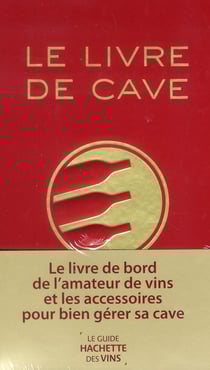 LE LIVRE
DE CAVE
Le livre de bord
de l'amateur de vins
et les accessoires
pour bien gérer sa cave
LE GUIDE
HACHETTE
DES VINS